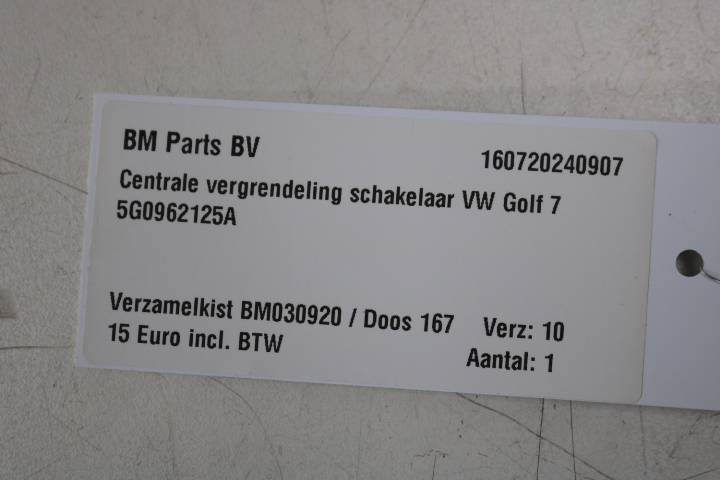 BM Parts BV
160720240907
Centrale vergrendeling schakelaar VW Golf 7
5G0962125A
Verzamelkist BM030920 / Doos 167 Verz: 10
15 Euro incl. BTW
Aantal: 1